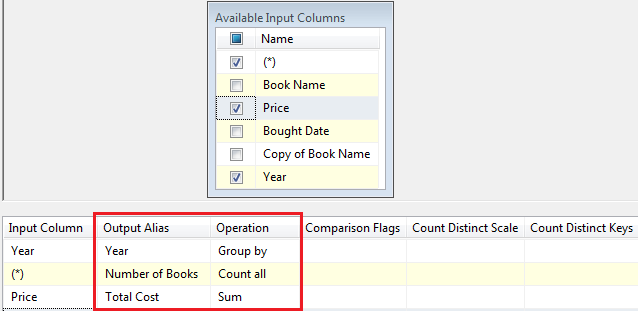 Available Input Columns
Name
(*)
Book Name
Price
Bought Date
Copy of Book Name
Year
Input Column Output Alias Operation Comparison Flags Count Distinct Scale Count Distinct Keys
Year Year Group by
(*) Number of Books Count all
Price Total Cost Sum